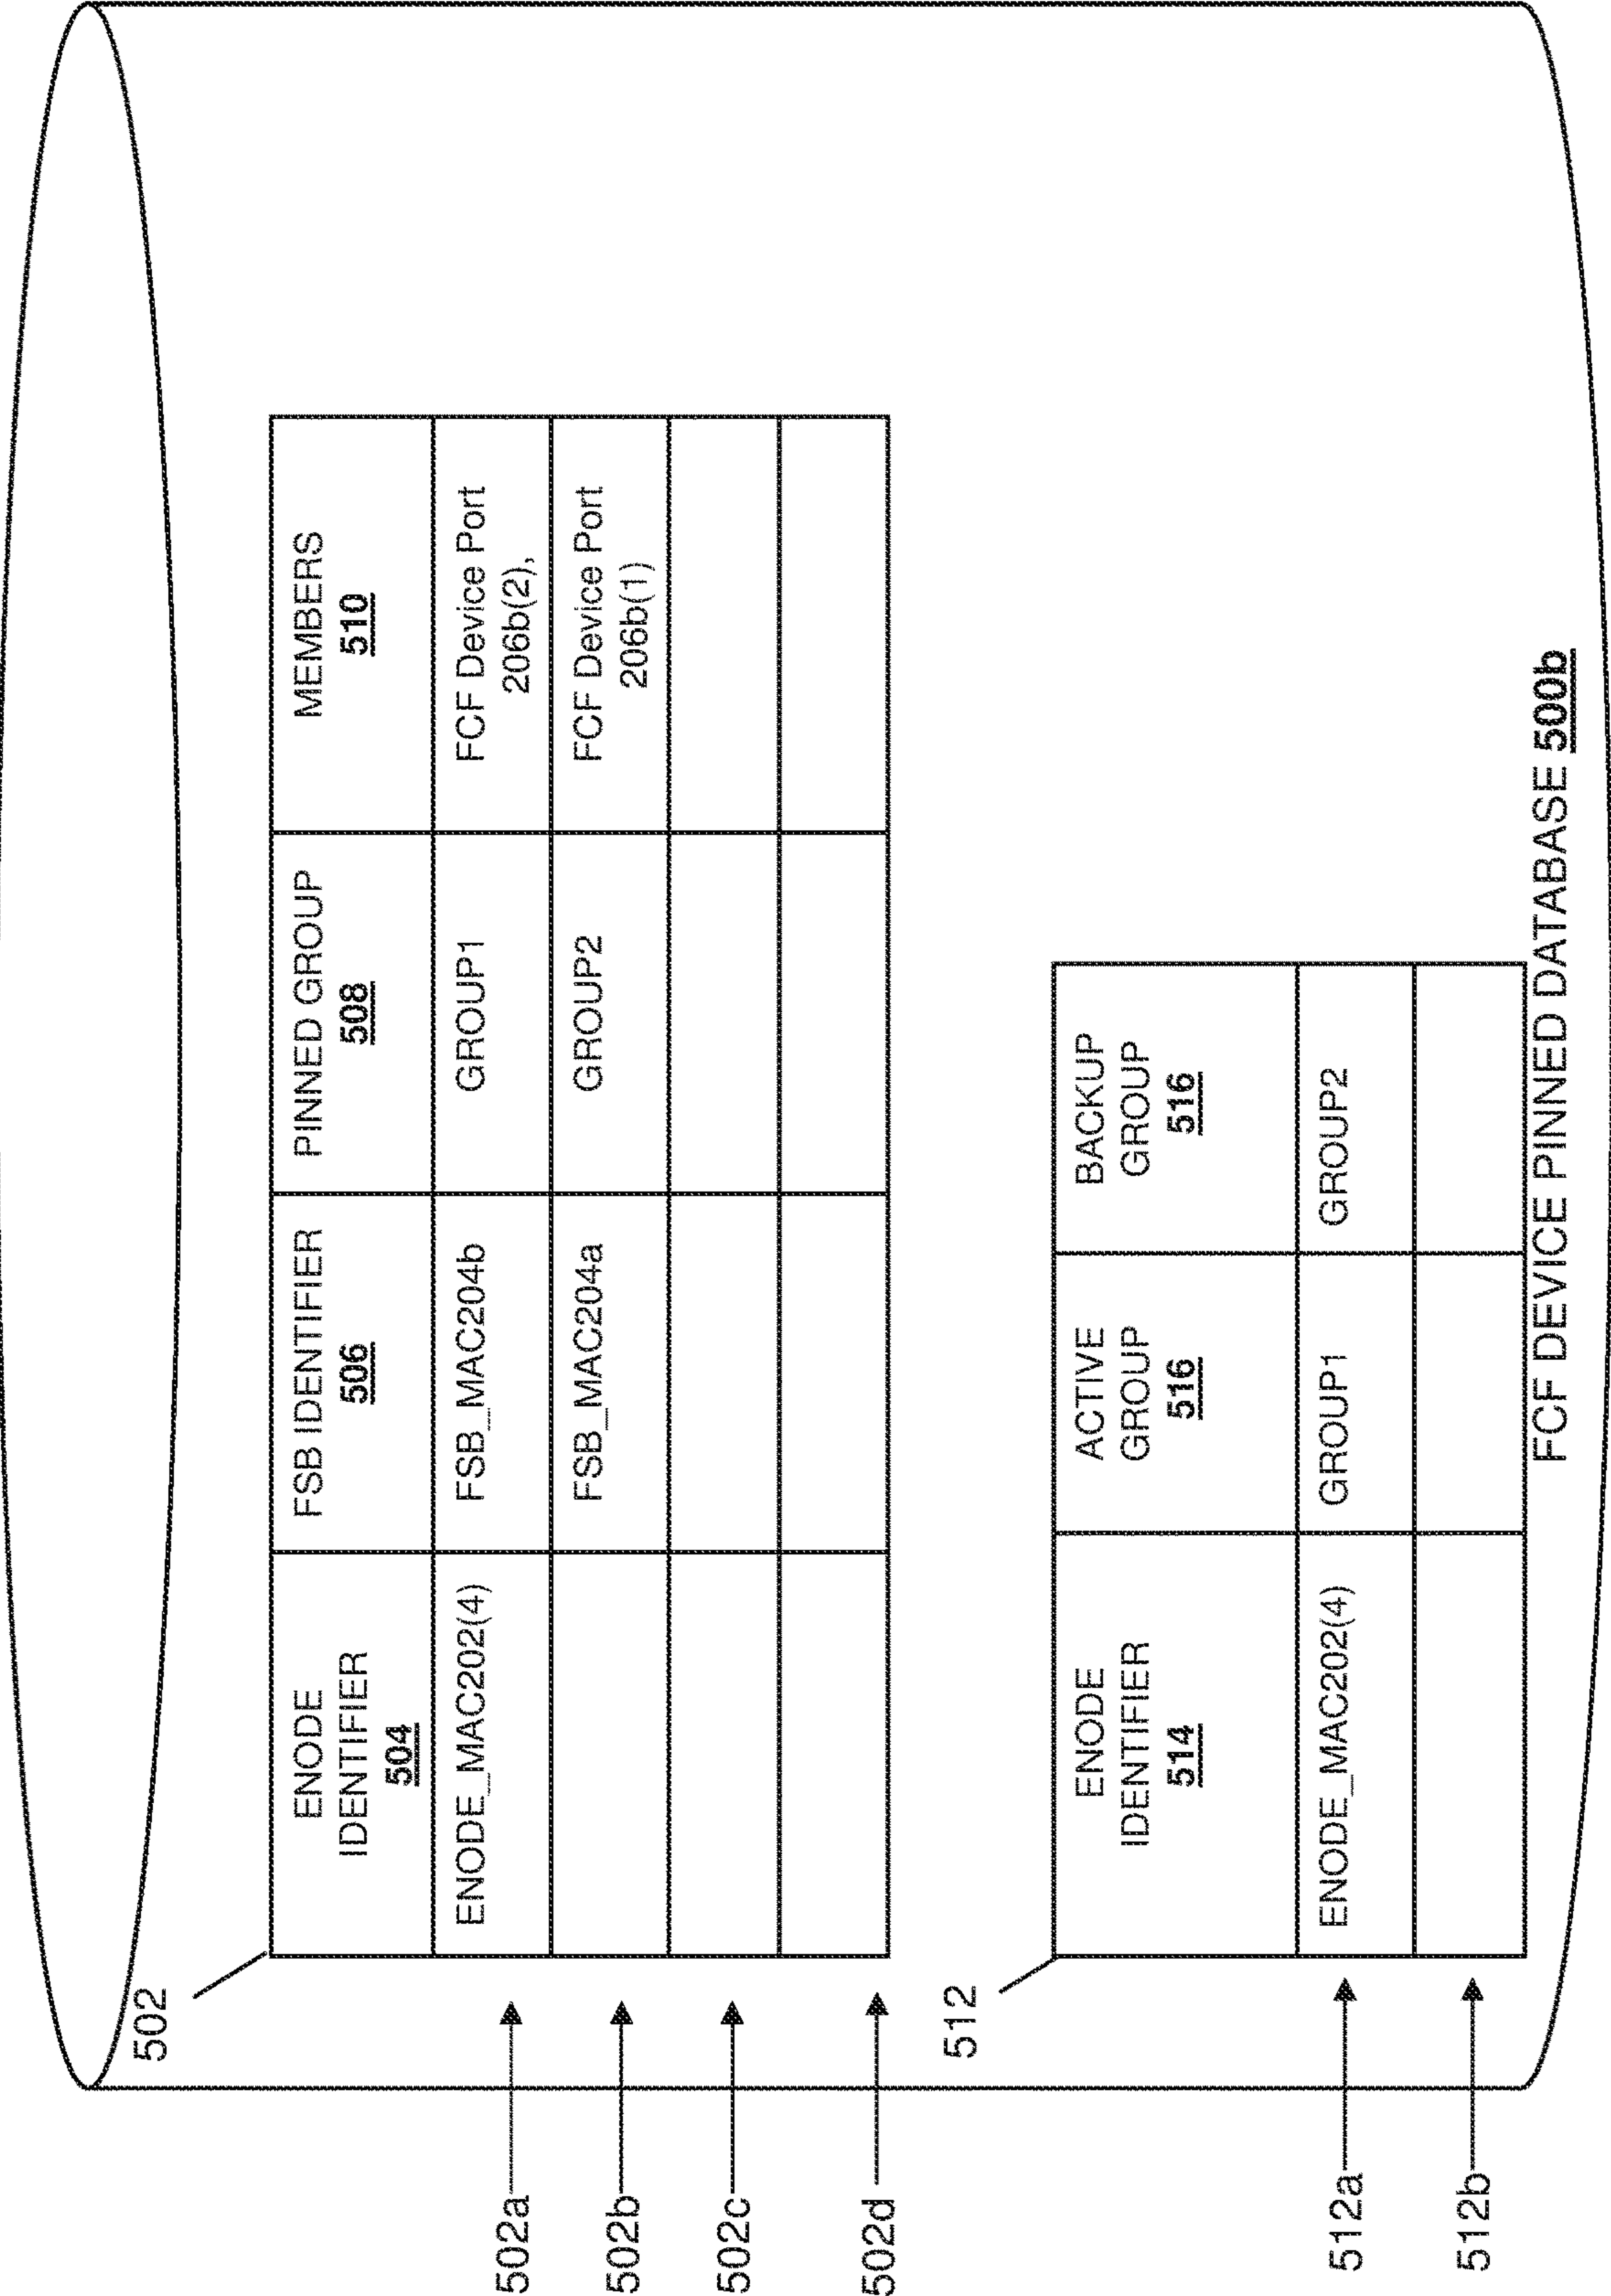 502
ENODE
IDENTIFIER
504
FSB IDENTIFIER
506
PINNED GROUP
508
MEMBERS
510
502a
ENODE_MAC202(4)
FSB_MAC204b
GROUP1
FCF Device Port
206b(2),
502b
FSB_MAC204a
GROUP2
FCF Device Port
206b(1)
502c
502d
512
ENODE
IDENTIFIER
514
ACTIVE
GROUP
516
BACKUP
GROUP
516
512a
ENODE_MAC202(4)
GROUP1
GROUP2
512b
FCF DEVICE PINNED DATABASE 500b